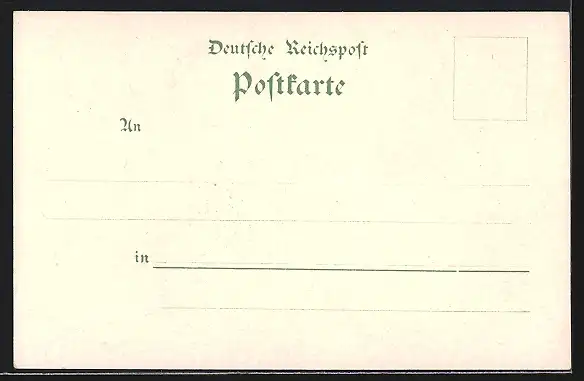 Deutſche Reichspoſt
Poſtkarte
An
in